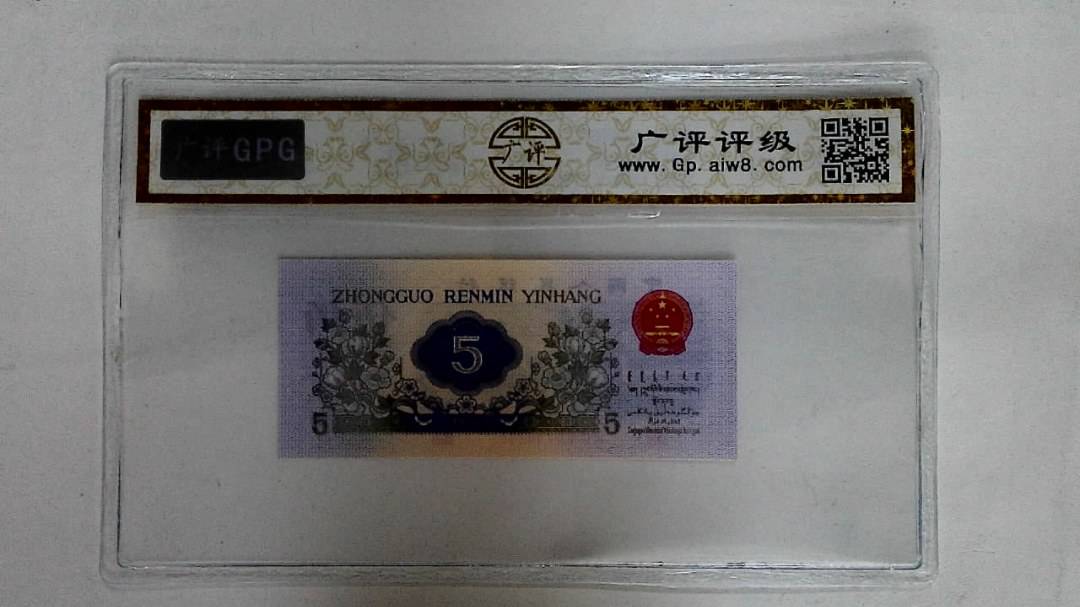 广评GPG
广评
广评评级
www.Gp.aiw8.com
ZHONGGUO RENMIN YINHANG
5
5 5